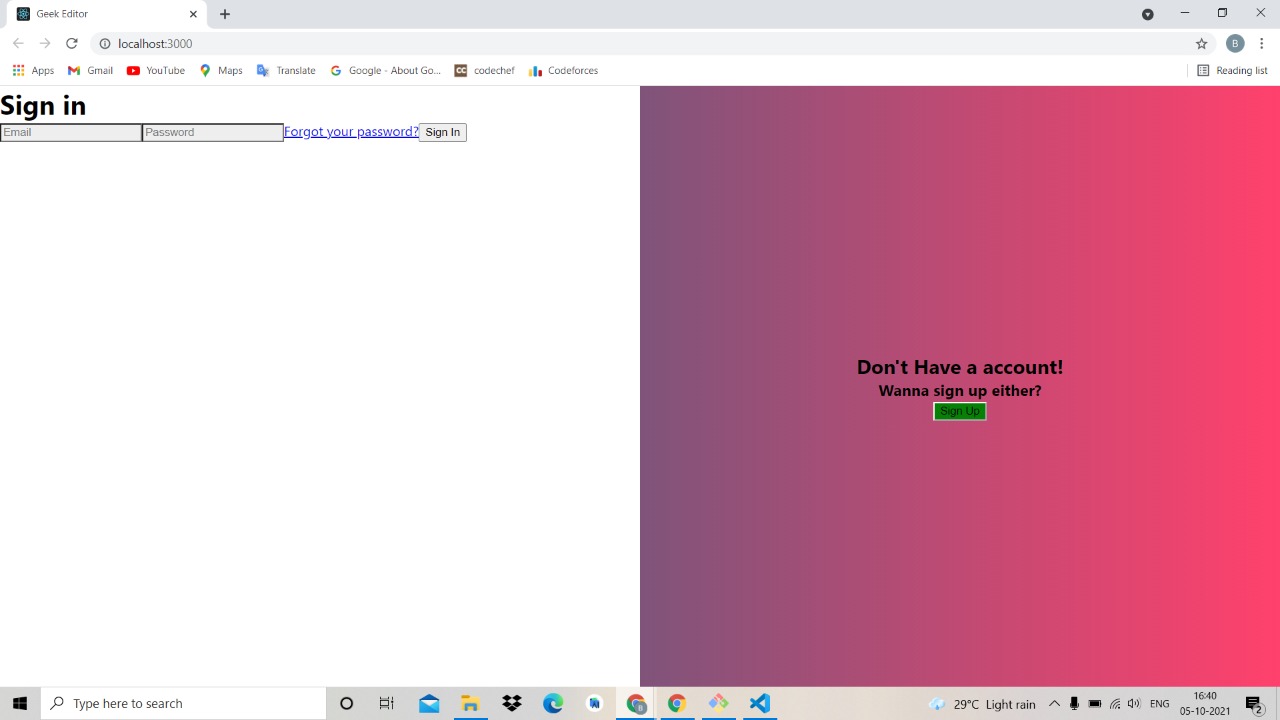 Geek Editor
localhost:3000
B
Apps Gmail YouTube Maps Translate Google - About Go... CC codechef Codeforces Reading list
Sign in
Email Password Forgot your password? Sign In
Don't Have a account!
Wanna sign up either?
Sign Up
Type here to search
29°C Light rain ENG
16:40
05-10-2021
2